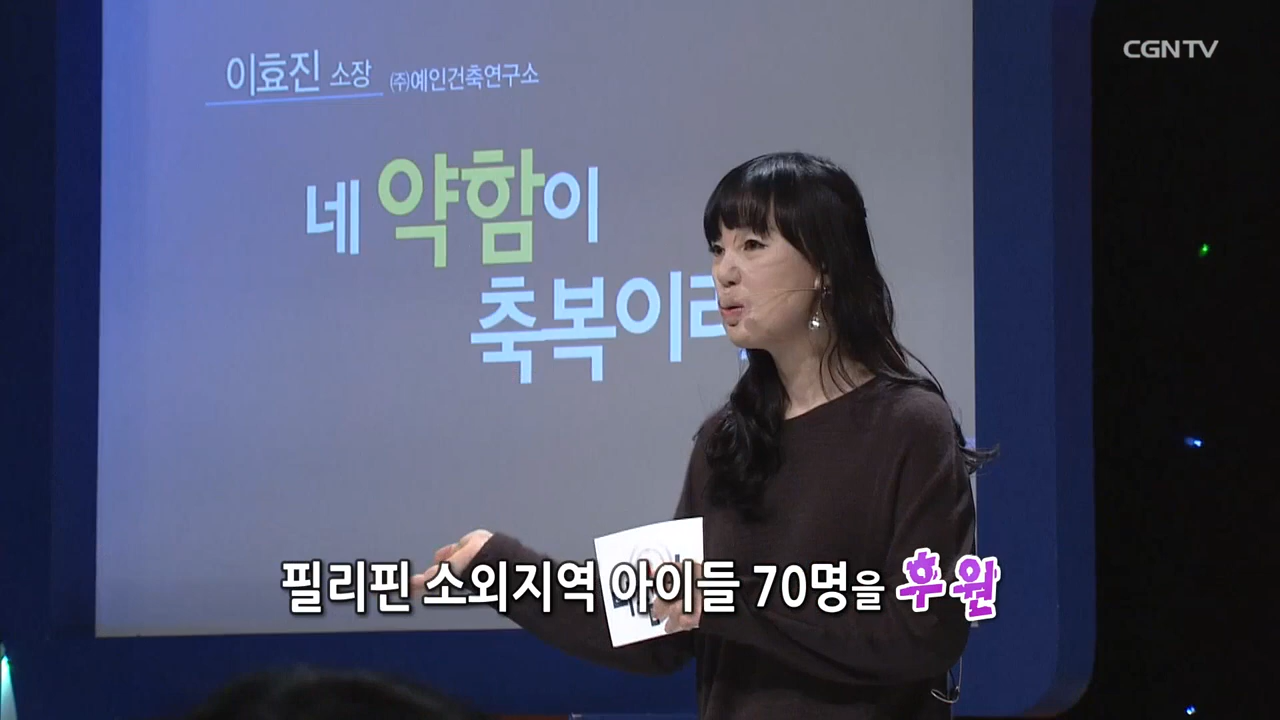 CGNTV
이효진 소장 ㈜예인건축연구소
네 약함이
축복이라
필리핀 소외지역 아이들 70명을 후원